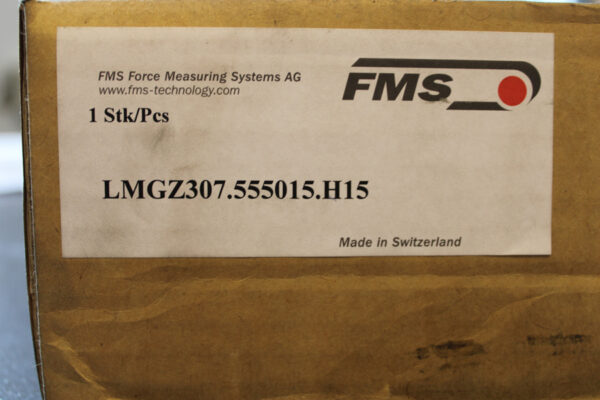 FMS Force Measuring Systems AG
www.fms-technology.com
FMS
1 Stk/Pcs
LMGZ307.555015.H15
Made in Switzerland